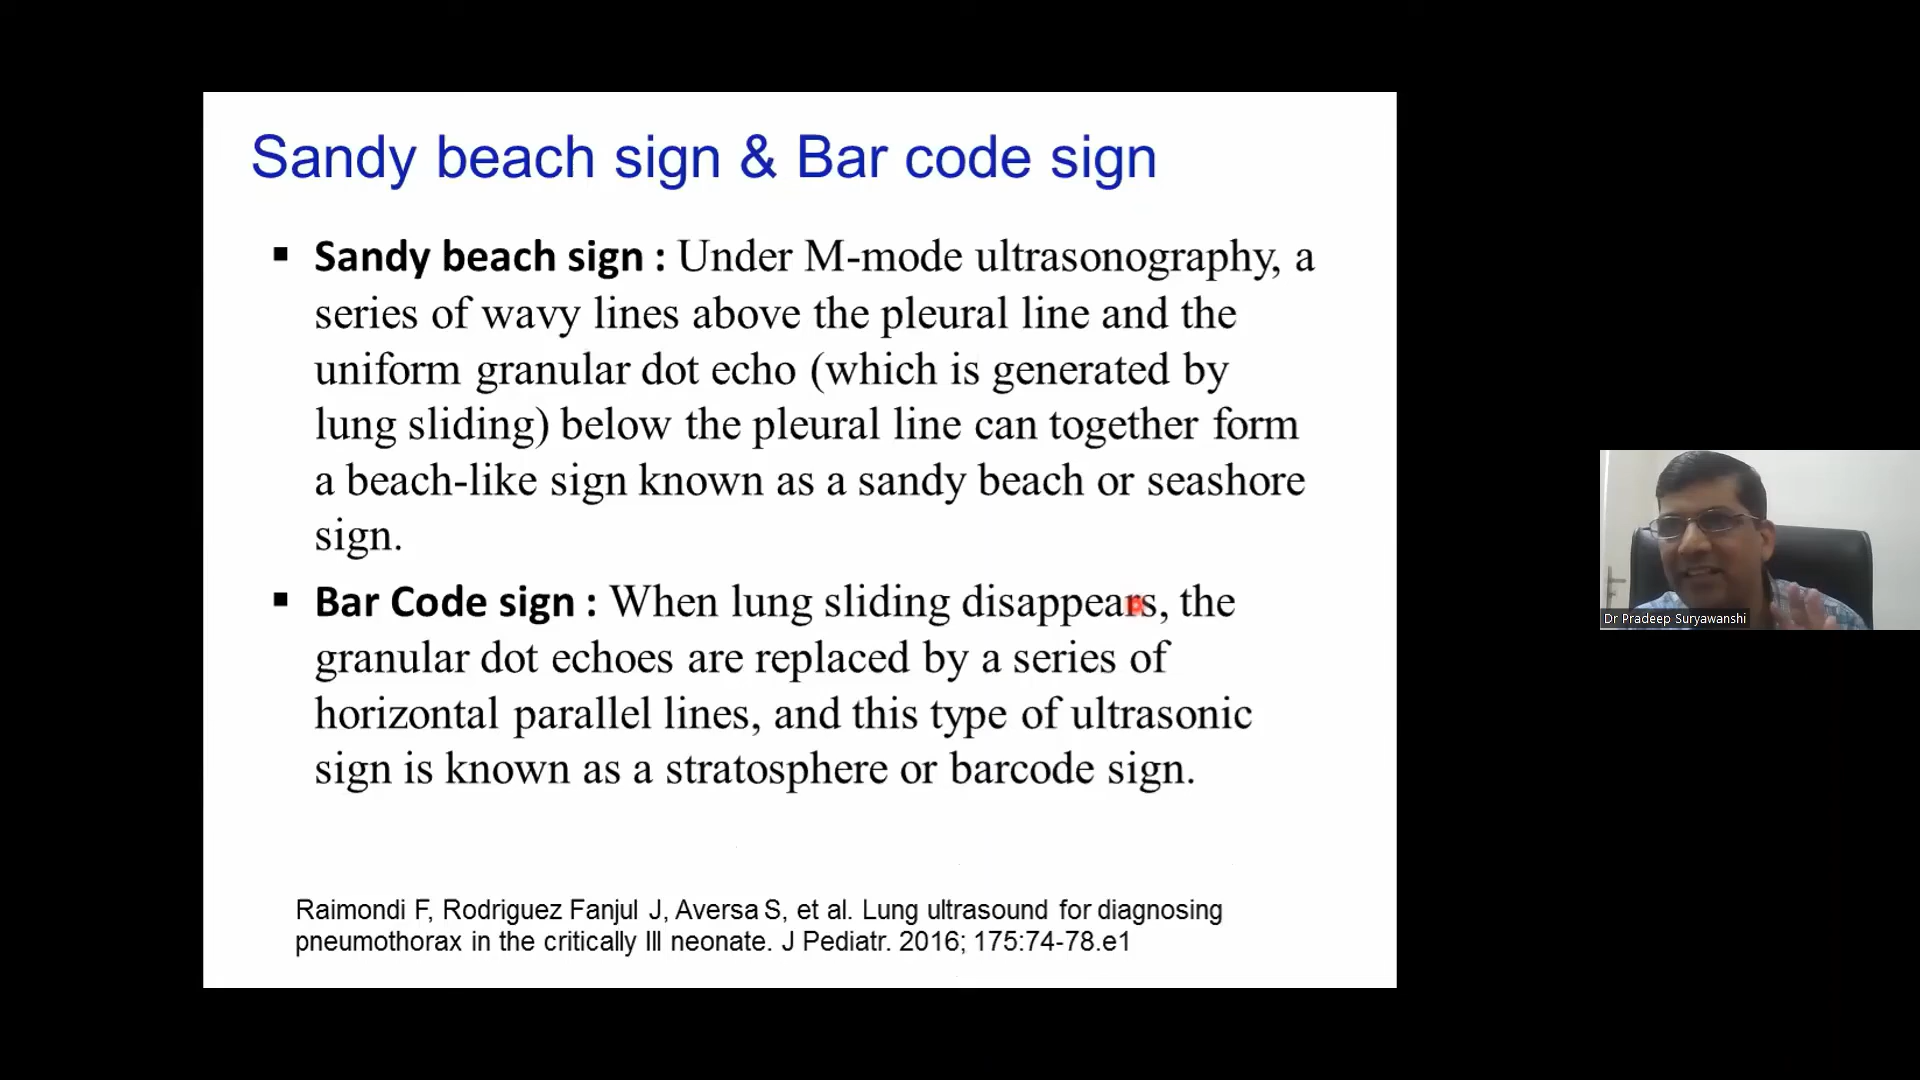 Sandy beach sign & Bar code sign
▪ Sandy beach sign : Under M-mode ultrasonography, a
series of wavy lines above the pleural line and the
uniform granular dot echo (which is generated by
lung sliding) below the pleural line can together form
a beach-like sign known as a sandy beach or seashore
sign.
▪ Bar Code sign : When lung sliding disappears, the
granular dot echoes are replaced by a series of
horizontal parallel lines, and this type of ultrasonic
sign is known as a stratosphere or barcode sign.
Raimondi F, Rodriguez Fanjul J, Aversa S, et al. Lung ultrasound for diagnosing
pneumothorax in the critically Ill neonate. J Pediatr. 2016; 175:74-78.e1
Dr Pradeep Suryawanshi